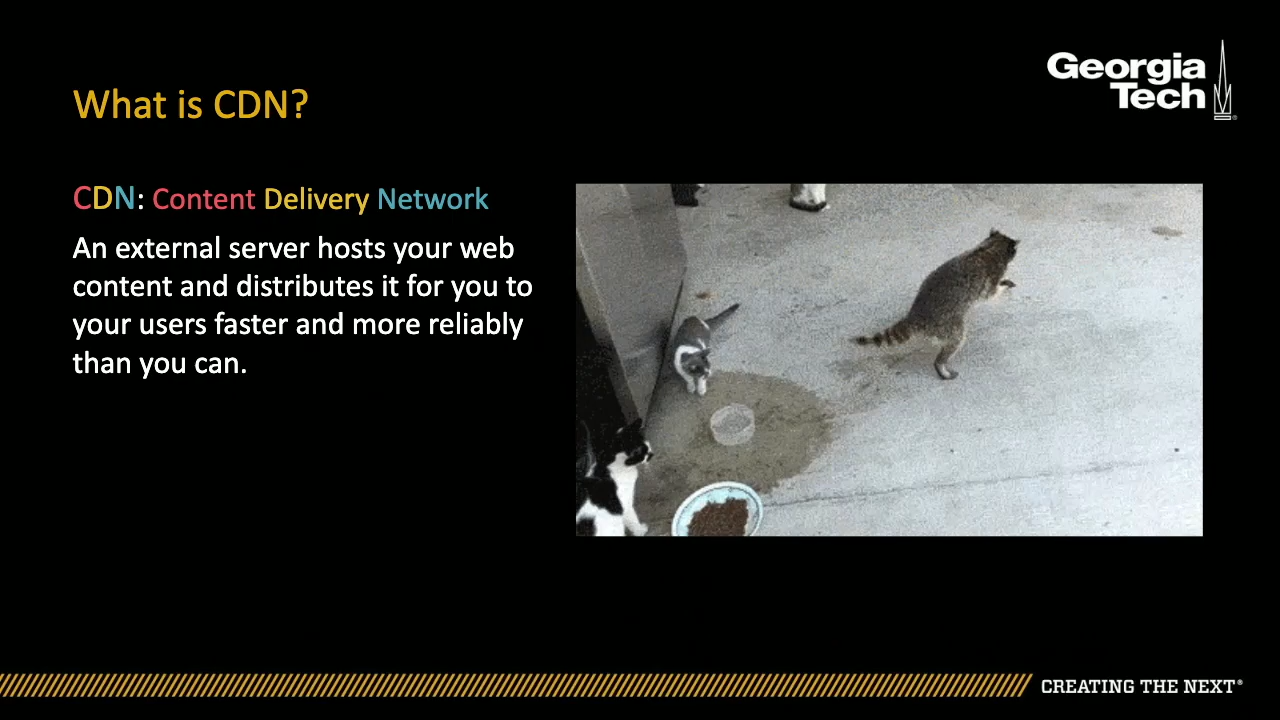 Georgia
Tech
What is CDN?
CDN: Content Delivery Network
An external server hosts your web
content and distributes it for you to
your users faster and more reliably
than you can.
CREATING THE NEXT®